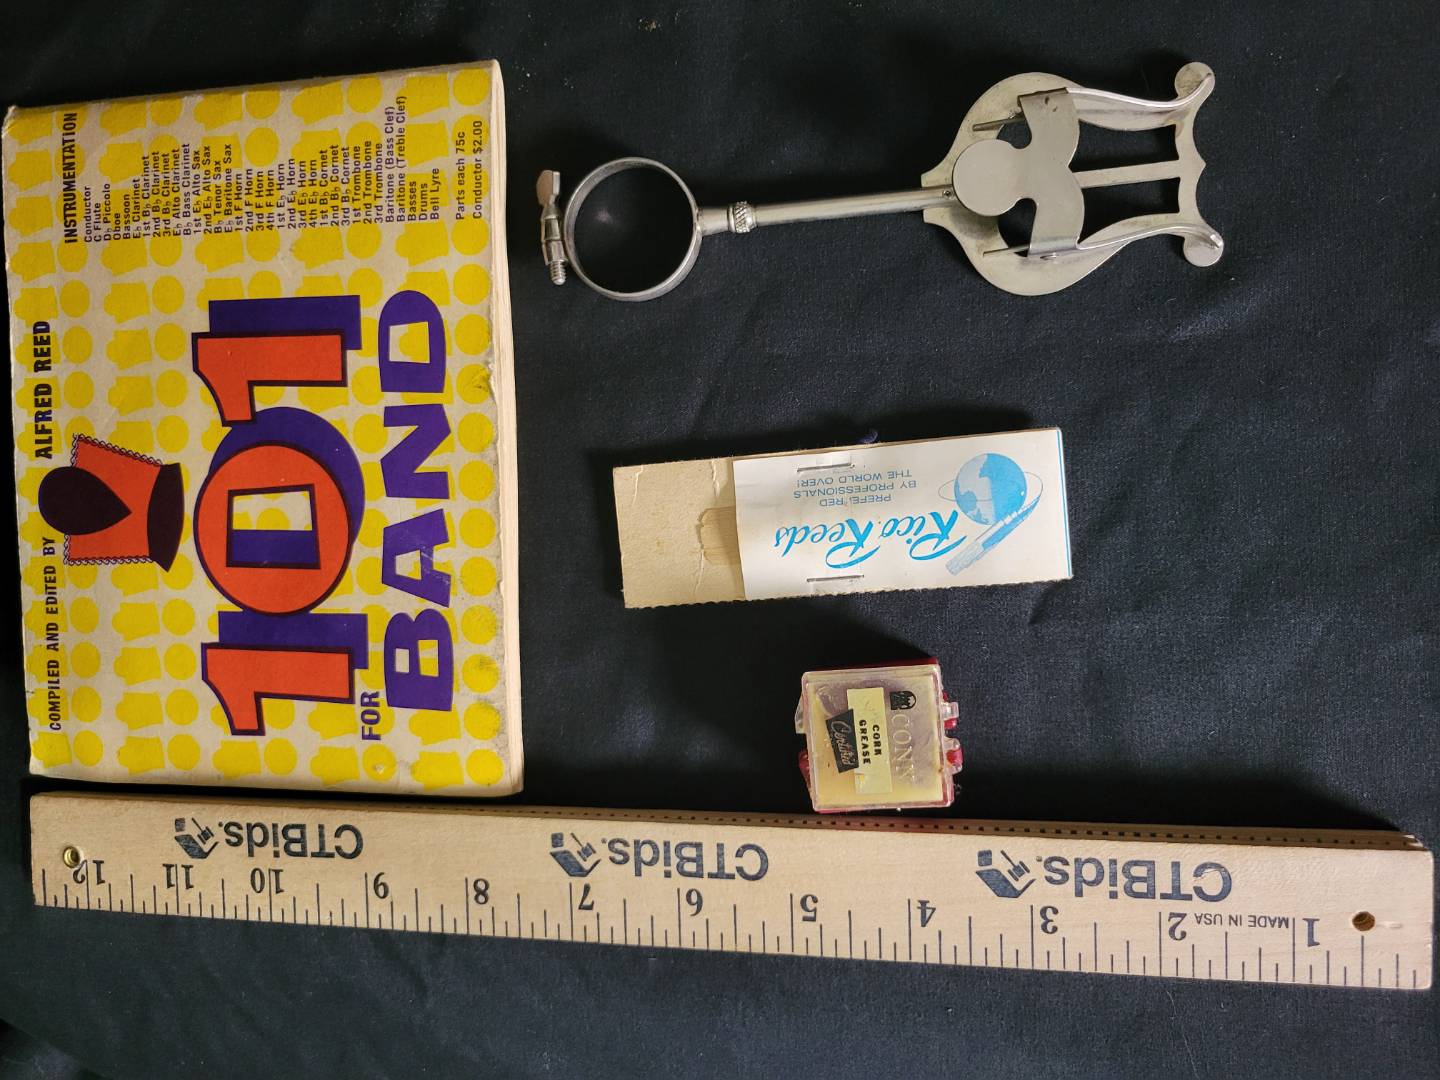 COMPILED AND EDITED BY ALFRED REED
101
FOR
BAND
INSTRUMENTATION
Conductor
C Flute
D♭ Piccolo
Oboe
Bassoon
E♭ Clarinet
1st B♭ Clarinet
2nd B♭ Clarinet
3rd B♭ Clarinet
E♭ Alto Clarinet
B♭ Bass Clarinet
1st E♭ Alto Sax
2nd E♭ Alto Sax
B♭ Tenor Sax
E♭ Baritone Sax
1st F Horn
2nd F Horn
3rd F Horn
4th F Horn
1st E♭ Horn
2nd E♭ Horn
3rd E♭ Horn
4th E♭ Horn
1st B♭ Cornet
2nd B♭ Cornet
3rd B♭ Cornet
1st Trombone
2nd Trombone
3rd Trombone
Baritone (Bass Clef)
Baritone (Treble Clef)
Basses
Drums
Bell Lyre
Parts each 75c
Conductor $2.00
Rico Reeds
PREFERRED
BY PROFESSIONALS
THE WORLD OVER!
CONN
CORK
GREASE
Certified
CTBids.
CTBids.
CTBids.
1 2 3 4 5 6 7 8 9 10 11 12
MADE IN USA